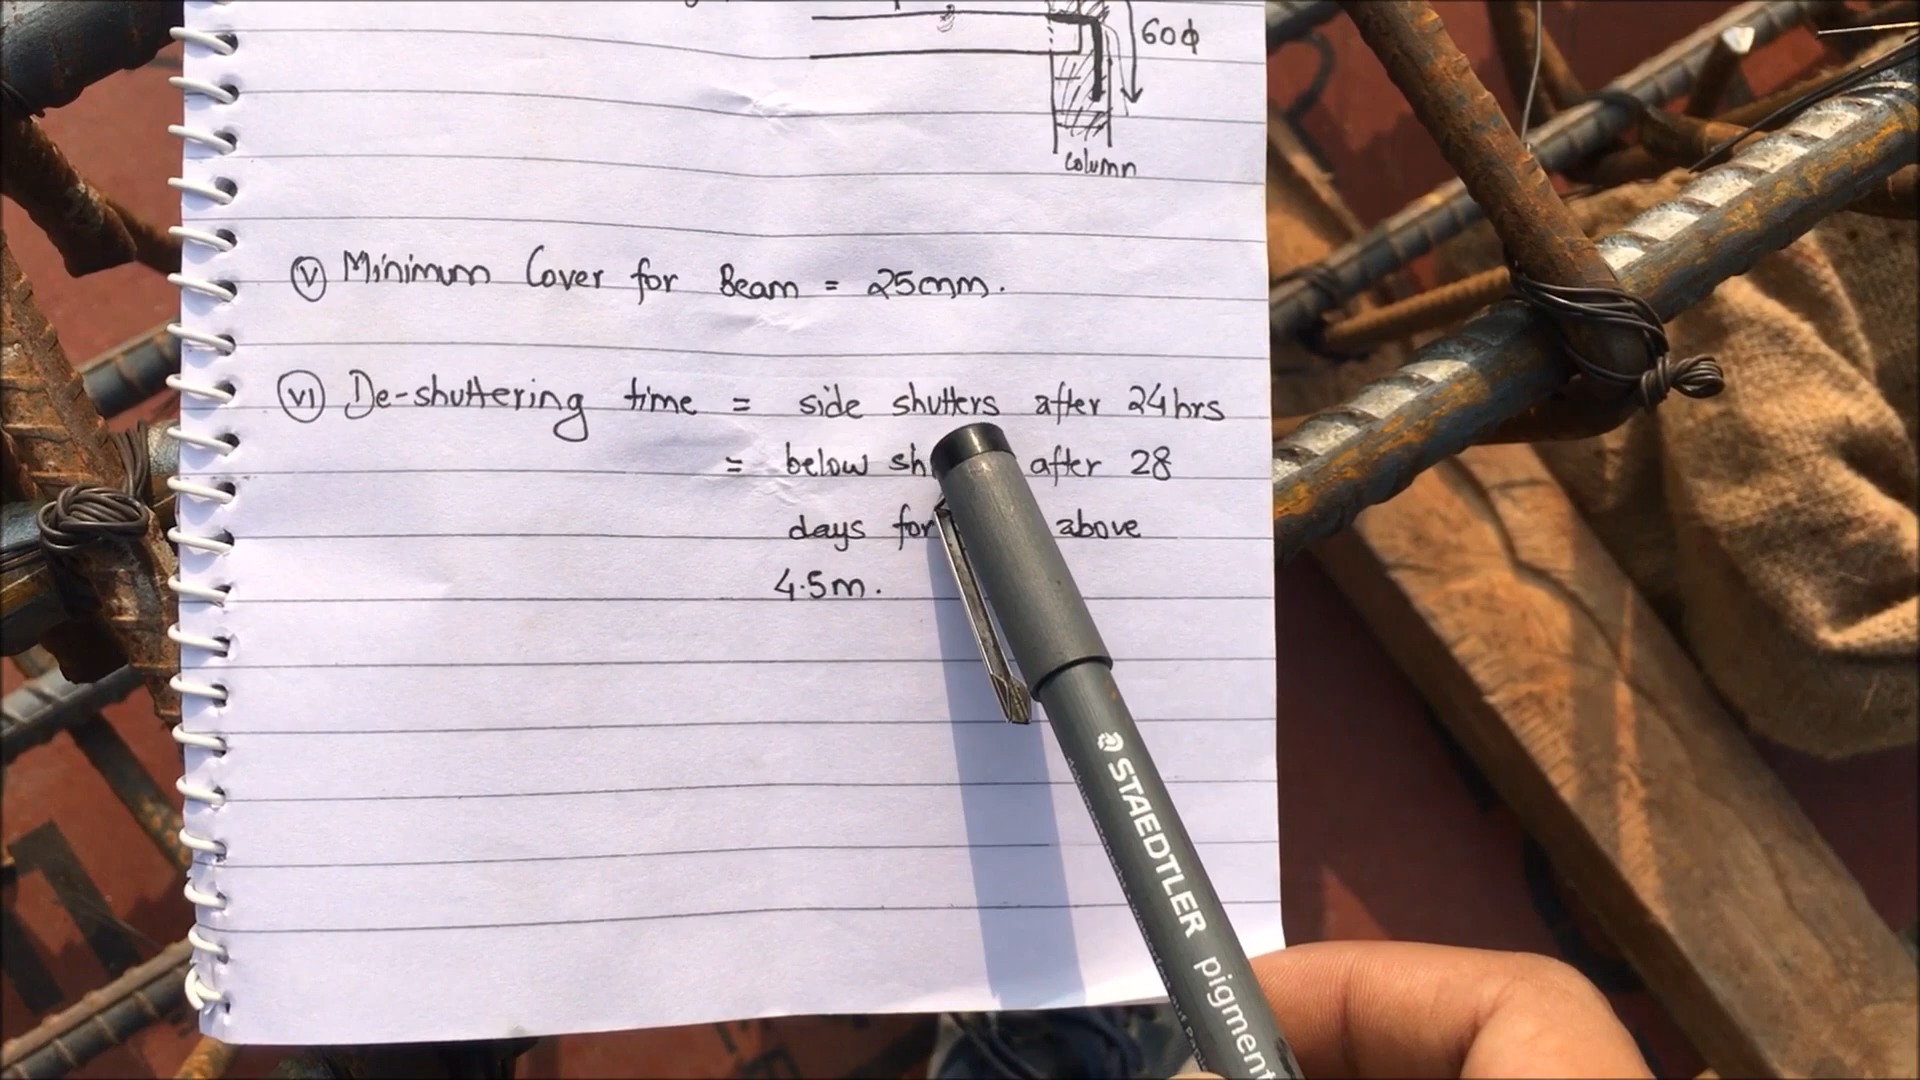 60φ
column
(V) Minimum Cover for Beam = 25mm.
(VI) De-shuttering time = side shutters after 24hrs
= below after 28
days for above
4.5m.
STAEDTLER pigment